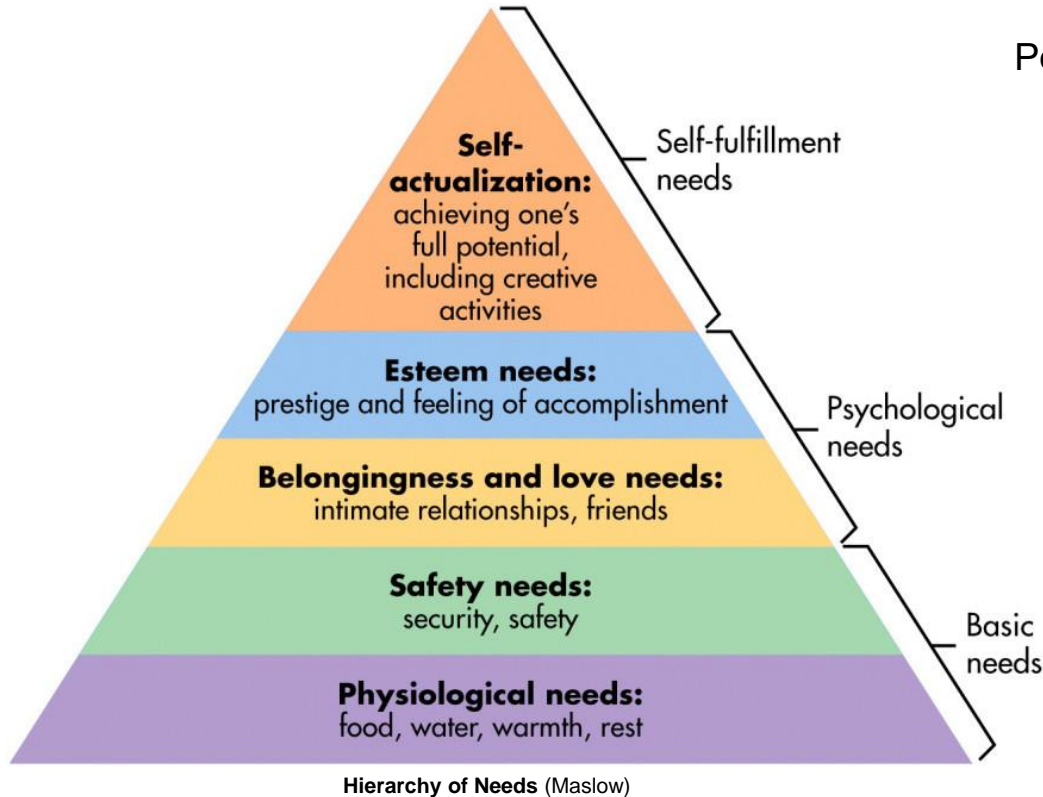 Self-
actualization:
achieving one's
full potential,
including creative
activities
Esteem needs:
prestige and feeling of accomplishment
Belongingness and love needs:
intimate relationships, friends
Safety needs:
security, safety
Physiological needs:
food, water, warmth, rest
Self-fulfillment
needs
Psychological
needs
Basic
needs
Hierarchy of Needs (Maslow)